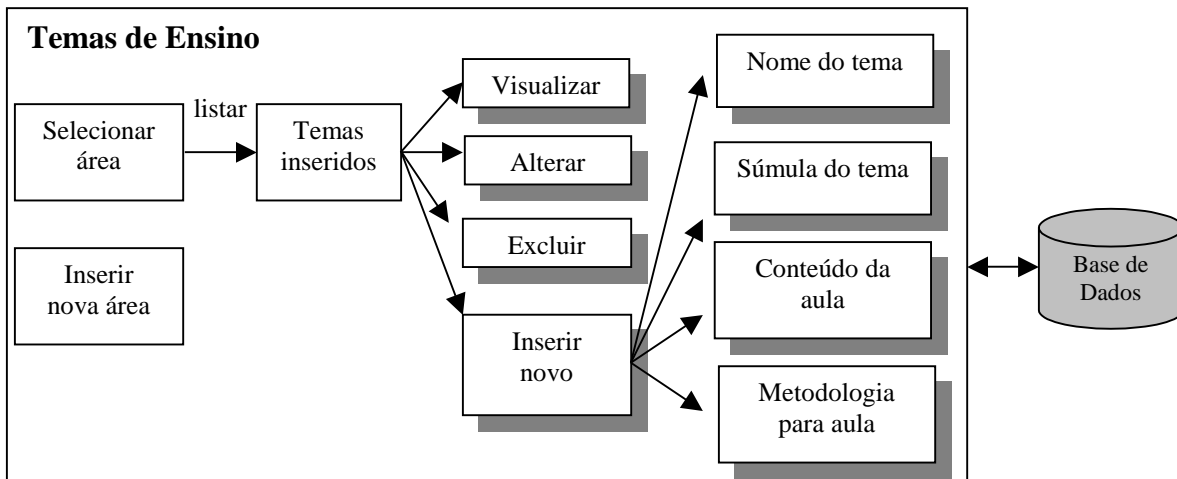 Temas de Ensino
Selecionar
área
listar
Temas
inseridos
Inserir
nova área
Visualizar
Alterar
Excluir
Inserir
novo
Nome do tema
Súmula do tema
Conteúdo da
aula
Metodologia
para aula
Base de
Dados